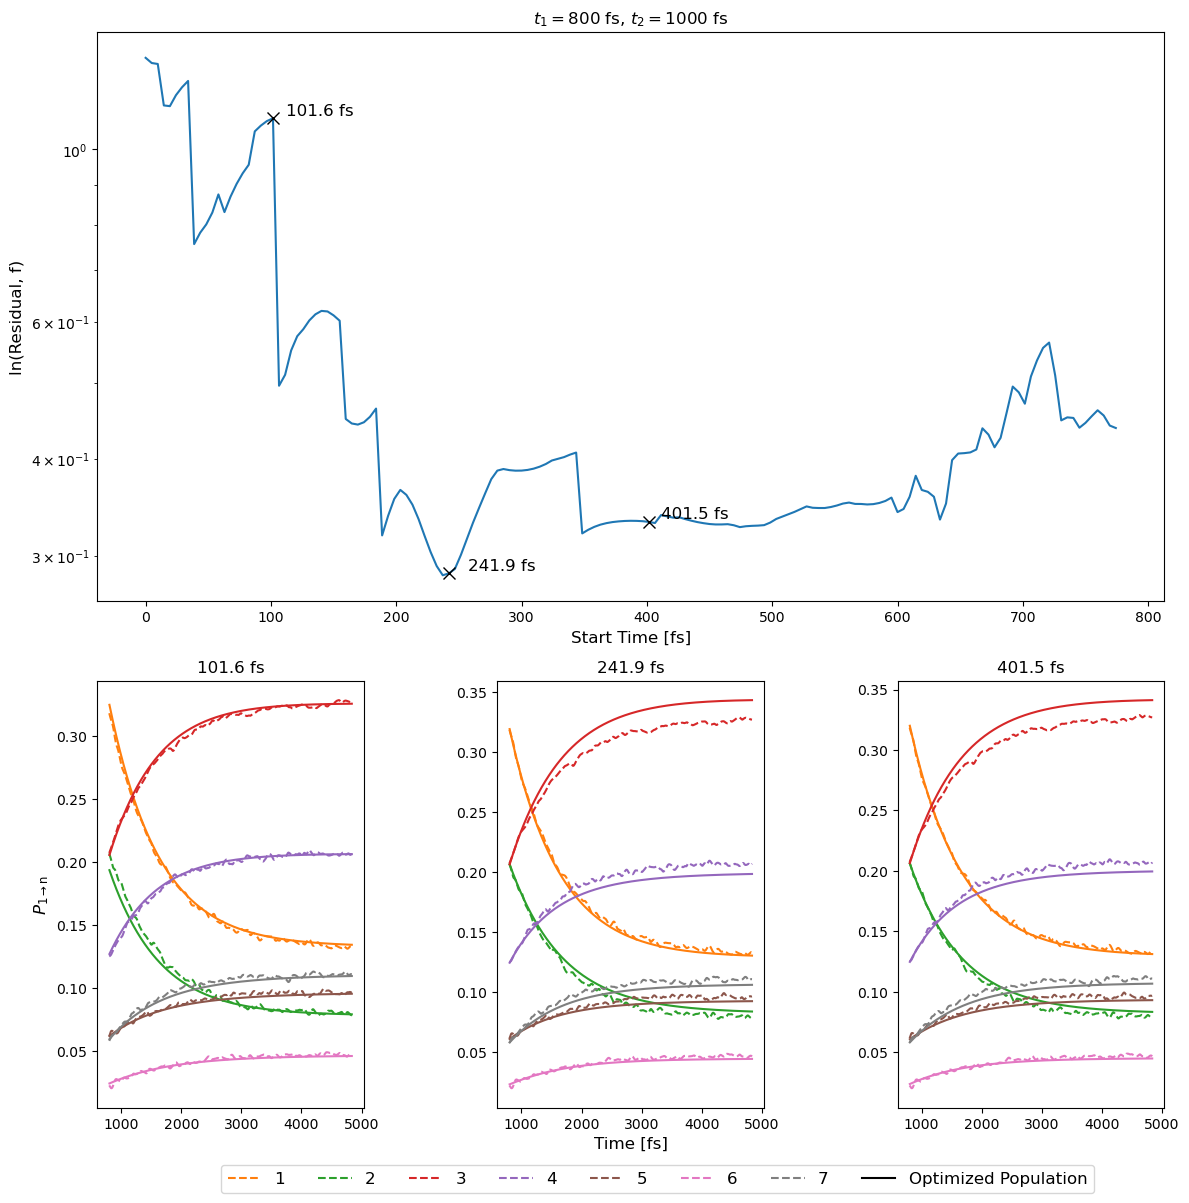 t₁ = 800 fs, t₂ = 1000 fs
ln(Residual, f)
10⁰
6 × 10⁻¹
4 × 10⁻¹
3 × 10⁻¹
101.6 fs
401.5 fs
241.9 fs
0 100 200 300 400 500 600 700 800
Start Time [fs]
101.6 fs
P₁→n
0.30
0.25
0.20
0.15
0.10
0.05
1000 2000 3000 4000 5000
241.9 fs
0.35
0.30
0.25
0.20
0.15
0.10
0.05
1000 2000 3000 4000 5000
401.5 fs
0.35
0.30
0.25
0.20
0.15
0.10
0.05
1000 2000 3000 4000 5000
Time [fs]
1 2 3 4 5 6 7 Optimized Population